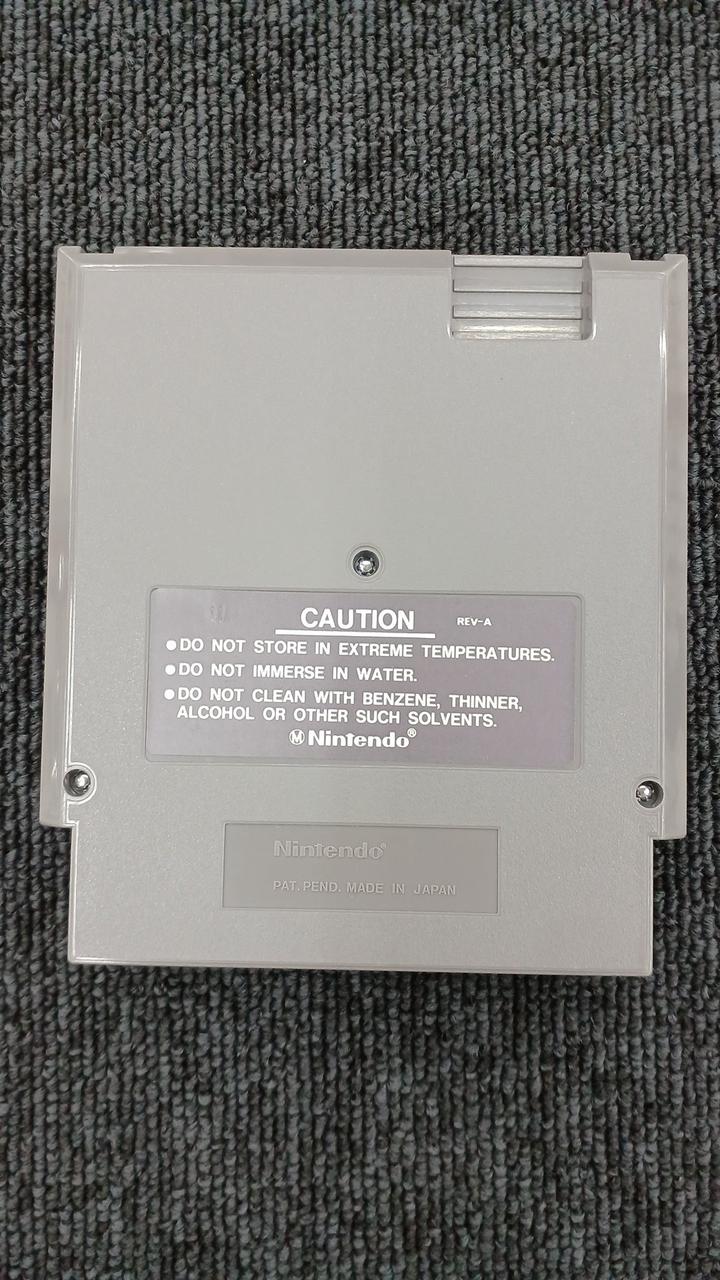 CAUTION REV-A
●DO NOT STORE IN EXTREME TEMPERATURES.
●DO NOT IMMERSE IN WATER.
●DO NOT CLEAN WITH BENZENE, THINNER,
ALCOHOL OR OTHER SUCH SOLVENTS.
Ⓜ Nintendo®
Nintendo®
PAT. PEND. MADE IN JAPAN